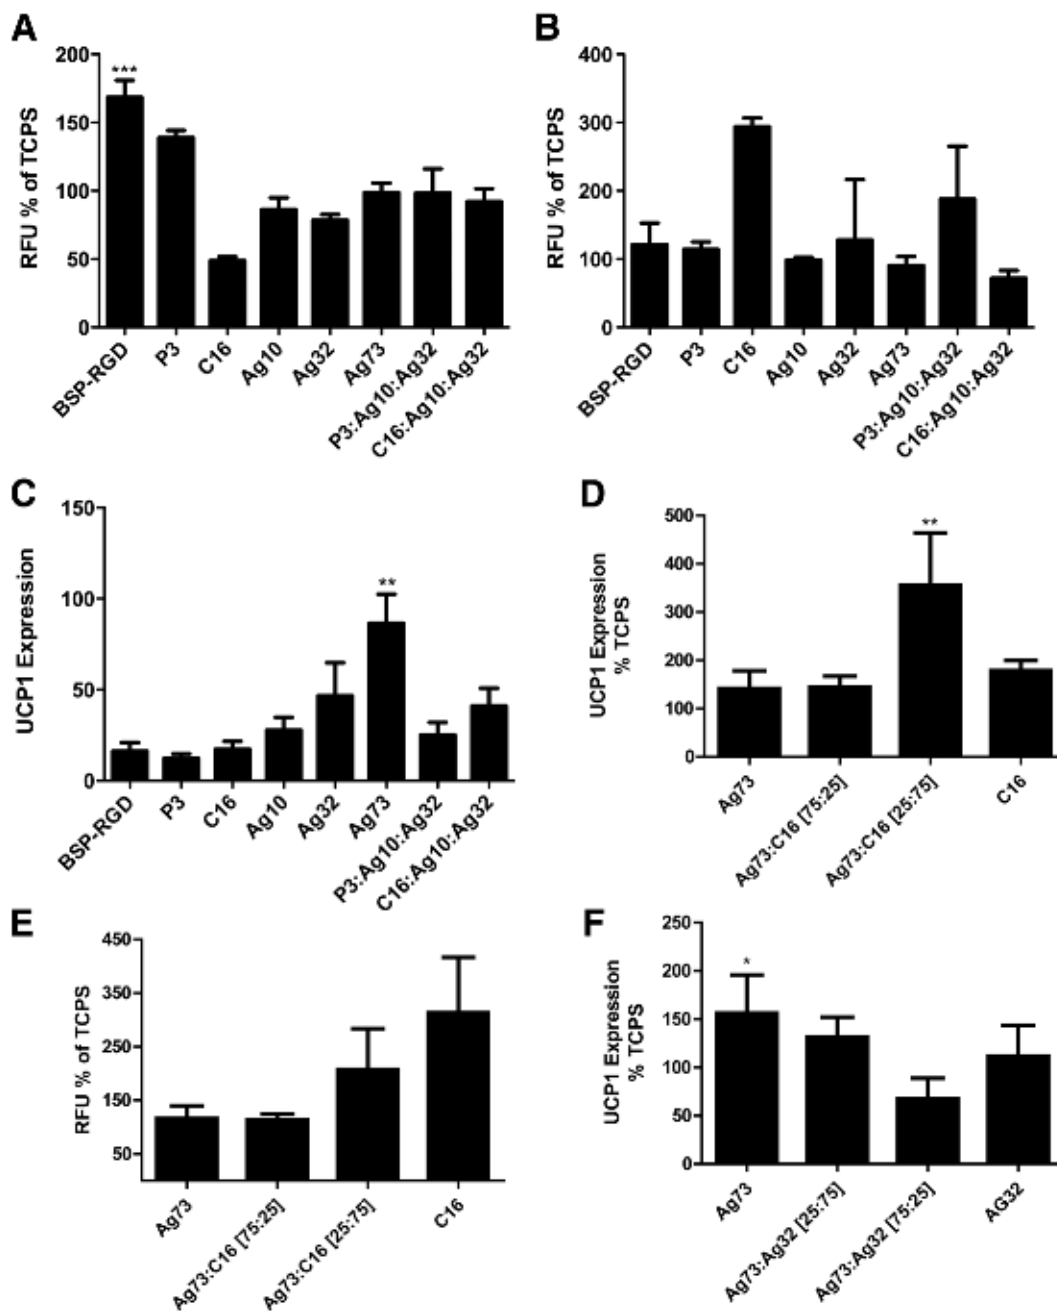 A
RFU % of TCPS
200
150
100
50
0
***
BSP-RGD
P3
C16
Ag10
Ag32
Ag73
P3:Ag10:Ag32
C16:Ag10:Ag32
B
RFU % of TCPS
400
300
200
100
0
BSP-RGD
P3
C16
Ag10
Ag32
Ag73
P3:Ag10:Ag32
C16:Ag10:Ag32
C
UCP1 Expression
150
100
50
0
**
BSP-RGD
P3
C16
Ag10
Ag32
Ag73
P3:Ag10:Ag32
C16:Ag10:Ag32
D
UCP1 Expression
% TCPS
500
400
300
200
100
0
**
Ag73
Ag73:C16 [75:25]
Ag73:C16 [25:75]
C16
E
RFU % of TCPS
450
350
250
150
50
Ag73
Ag73:C16 [75:25]
Ag73:C16 [25:75]
C16
F
UCP1 Expression
% TCPS
250
200
150
100
50
0
*
Ag73
Ag73:Ag32 [25:75]
Ag73:Ag32 [75:25]
AG32